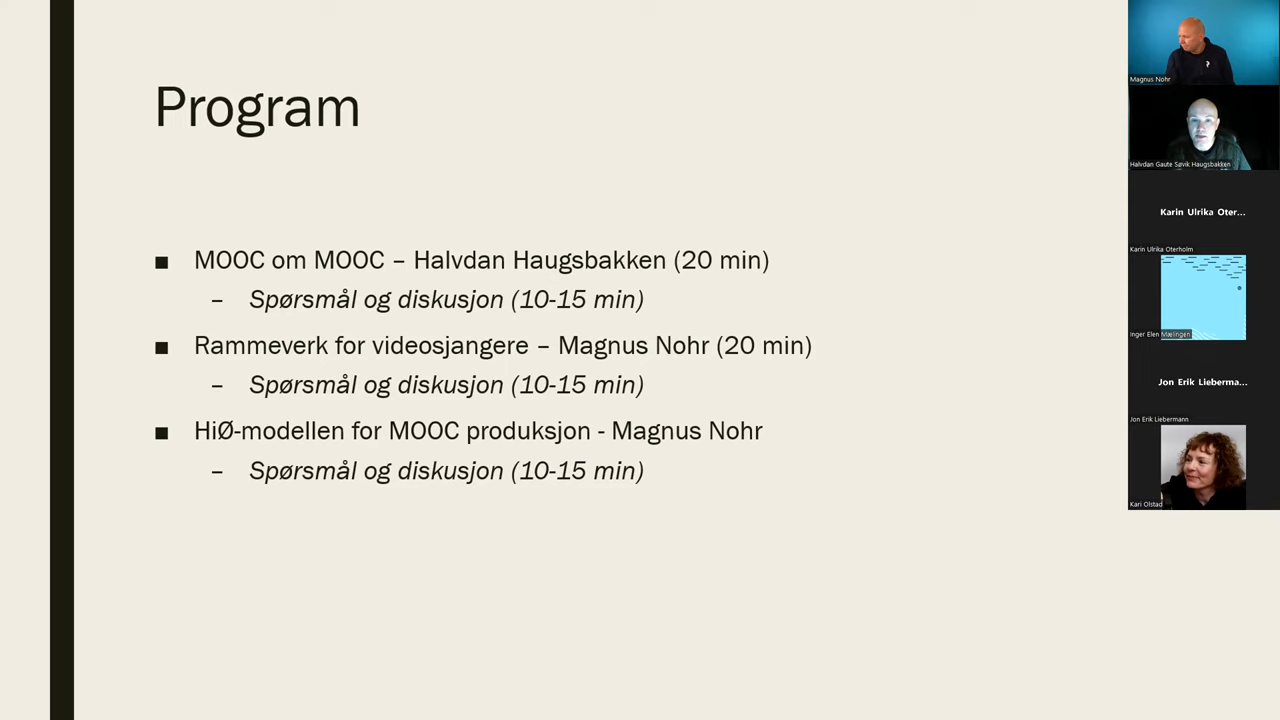 Program
■ MOOC om MOOC – Halvdan Haugsbakken (20 min)
– Spørsmål og diskusjon (10-15 min)
■ Rammeverk for videosjangere – Magnus Nohr (20 min)
– Spørsmål og diskusjon (10-15 min)
■ HiØ-modellen for MOOC produksjon - Magnus Nohr
– Spørsmål og diskusjon (10-15 min)
Magnus Nohr
Halvdan Gaute Søvik Haugsbakken
Karin Ulrika Oter...
Karin Ulrika Oterholm
Inger Elen Mælingen
Jon Erik Lieberma...
Jon Erik Liebermann
Kari Olstad